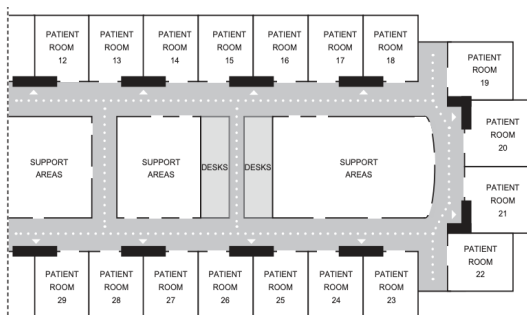 PATIENT
ROOM
12
PATIENT
ROOM
13
PATIENT
ROOM
14
PATIENT
ROOM
15
PATIENT
ROOM
16
PATIENT
ROOM
17
PATIENT
ROOM
18
PATIENT
ROOM
19
PATIENT
ROOM
20
SUPPORT
AREAS
SUPPORT
AREAS
DESKS
DESKS
SUPPORT
AREAS
PATIENT
ROOM
21
PATIENT
ROOM
22
PATIENT
ROOM
29
PATIENT
ROOM
28
PATIENT
ROOM
27
PATIENT
ROOM
26
PATIENT
ROOM
25
PATIENT
ROOM
24
PATIENT
ROOM
23